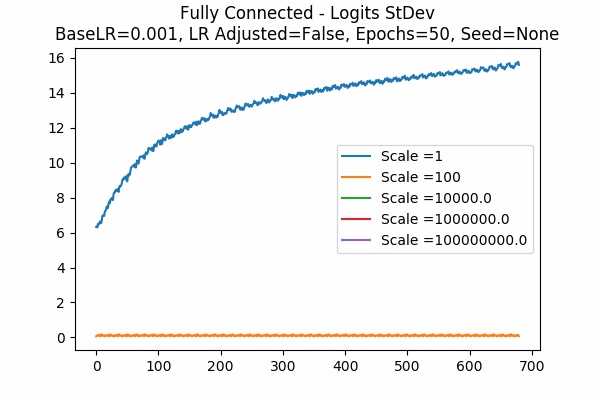 Fully Connected - Logits StDev
BaseLR=0.001, LR Adjusted=False, Epochs=50, Seed=None
16
14
12
10
8
6
4
2
0
Scale =1
Scale =100
Scale =10000.0
Scale =1000000.0
Scale =100000000.0
0 100 200 300 400 500 600 700